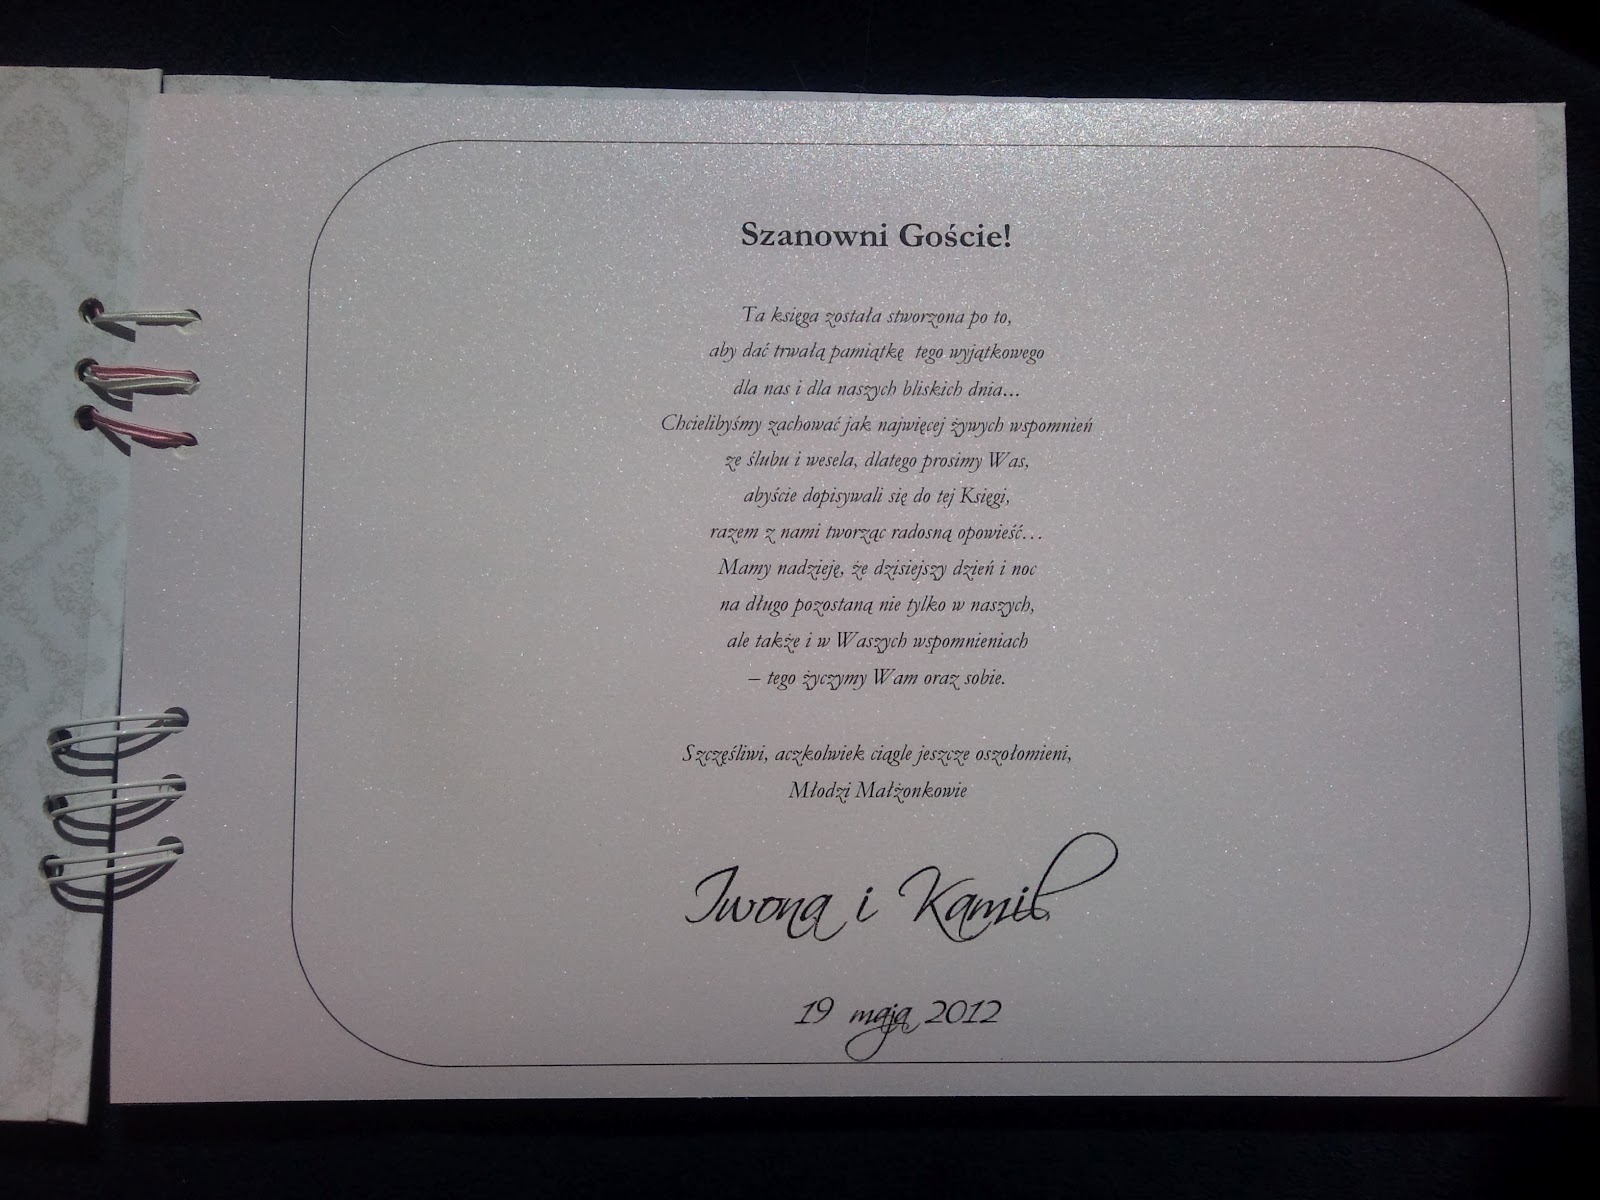 Szanowni Goście!
Ta księga została stworzona po to,
aby dać trwałą pamiątkę tego wyjątkowego
dla nas i dla naszych bliskich dnia…
Chcielibyśmy zachować jak najwięcej żywych wspomnień
ze ślubu i wesela, dlatego prosimy Was,
abyście dopisywali się do tej Księgi,
razem z nami tworząc radosną opowieść…
Mamy nadzieję, że dzisiejszy dzień i noc
na długo pozostaną nie tylko w naszych,
ale także i w Waszych wspomnieniach
– tego życzymy Wam oraz sobie.
Szczęśliwi, aczkolwiek ciągle jeszcze oszołomieni,
Młodzi Małżonkowie
Iwona i Kamil
19 maja 2012